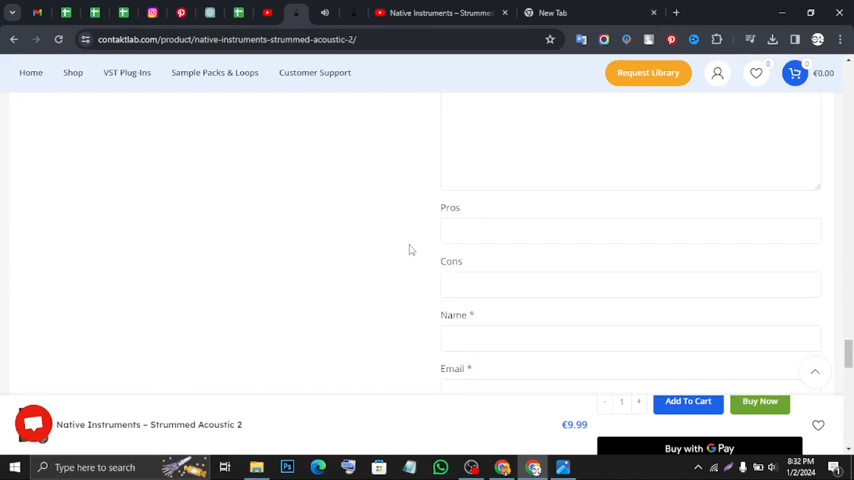 Native Instruments – Strummed
New Tab
contaktlab.com/product/native-instruments-strummed-acoustic-2/
Home
Shop
VST Plug-Ins
Sample Packs & Loops
Customer Support
Request Library
0
0
€0.00
Pros
Cons
Name *
Email *
Native Instruments – Strummed Acoustic 2
€9.99
- 1 +
Add To Cart
Buy Now
Buy with G Pay
Type here to search
8:32 PM
1/2/2024